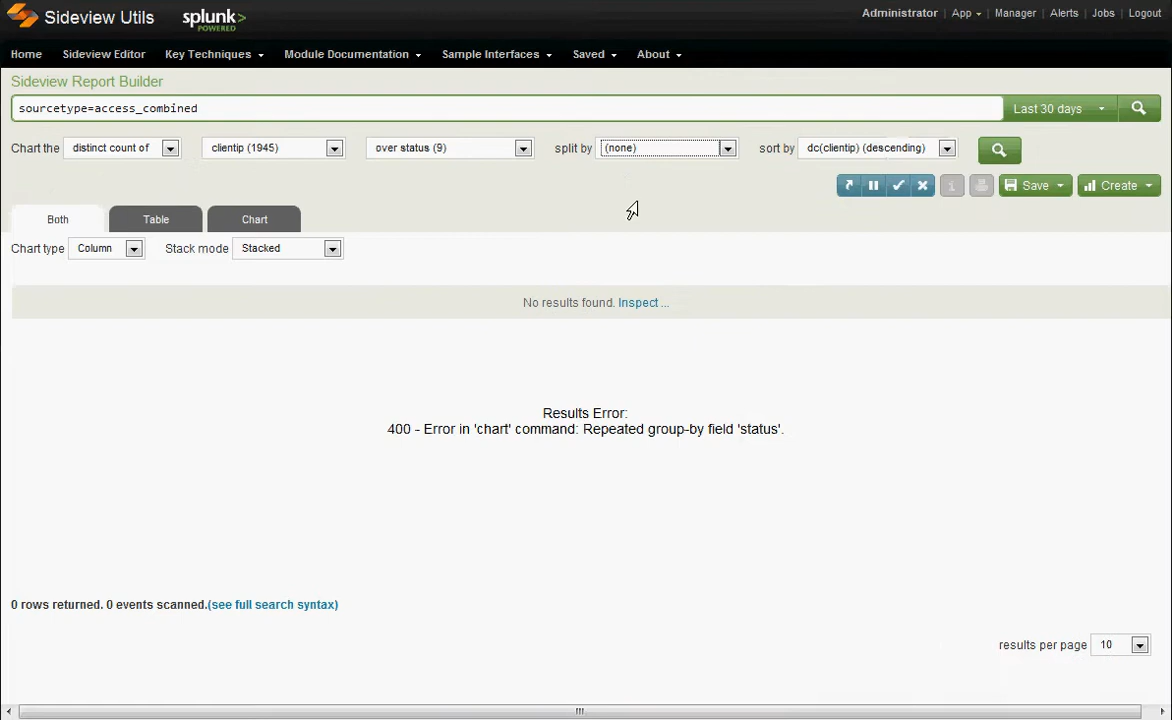 Sideview Utils splunk> POWERED Administrator | App | Manager | Alerts | Jobs | Logout
Home Sideview Editor Key Techniques Module Documentation Sample Interfaces Saved About
Sideview Report Builder
sourcetype=access_combined Last 30 days
Chart the distinct count of clientip (1945) over status (9) split by (none) sort by dc(clientip) (descending)
i Save Create
Both Table Chart
Chart type Column Stack mode Stacked
No results found. Inspect ...
Results Error:
400 - Error in 'chart' command: Repeated group-by field 'status'.
0 rows returned. 0 events scanned.(see full search syntax)
results per page 10